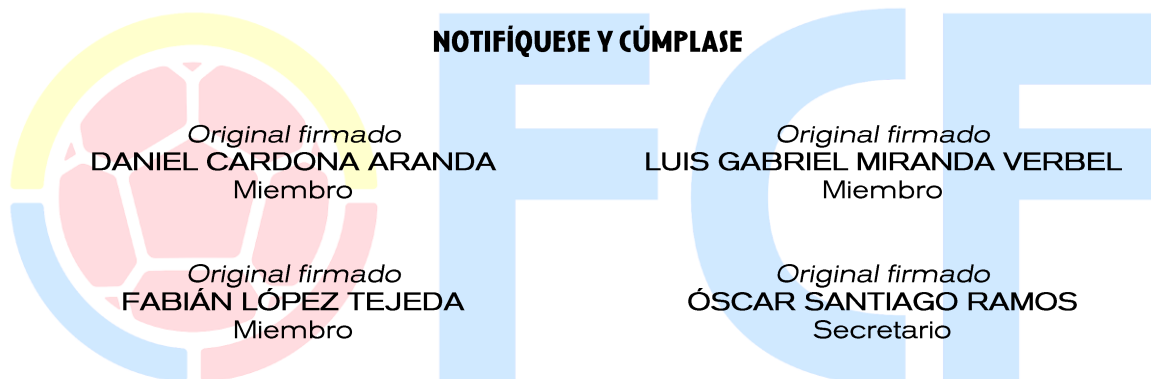 NOTIFÍQUESE Y CÚMPLASE
Original firmado
DANIEL CARDONA ARANDA
Miembro
Original firmado
LUIS GABRIEL MIRANDA VERBEL
Miembro
Original firmado
FABIÁN LÓPEZ TEJEDA
Miembro
Original firmado
ÓSCAR SANTIAGO RAMOS
Secretario
FCF